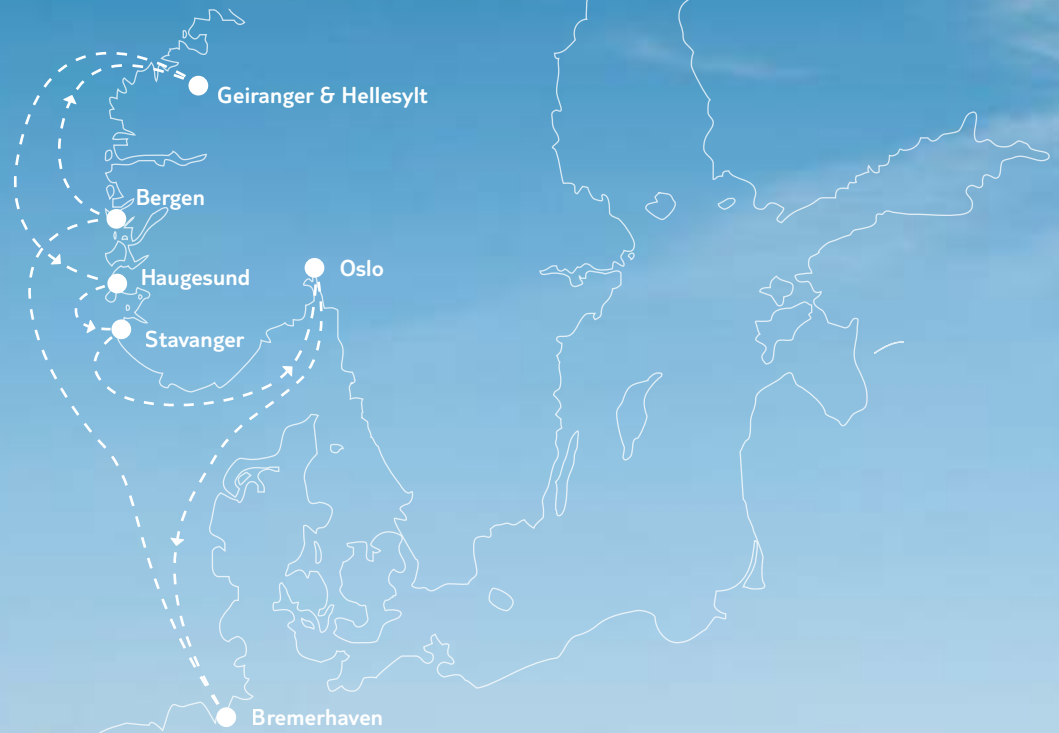 Geiranger & Hellesylt
Bergen
Haugesund
Oslo
Stavanger
Bremerhaven